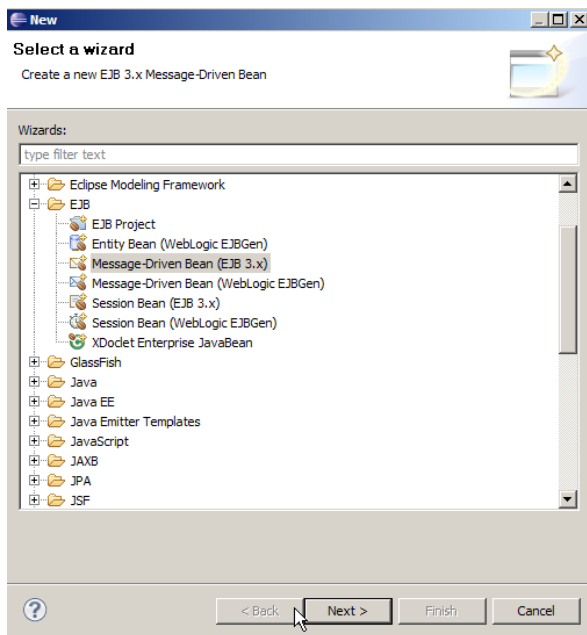 New
Select a wizard
Create a new EJB 3.x Message-Driven Bean
Wizards:
type filter text
Eclipse Modeling Framework
EJB
EJB Project
Entity Bean (WebLogic EJBGen)
Message-Driven Bean (EJB 3.x)
Message-Driven Bean (WebLogic EJBGen)
Session Bean (EJB 3.x)
Session Bean (WebLogic EJBGen)
XDoclet Enterprise JavaBean
GlassFish
Java
Java EE
Java Emitter Templates
JavaScript
JAXB
JPA
JSF
? < Back Next > Finish Cancel